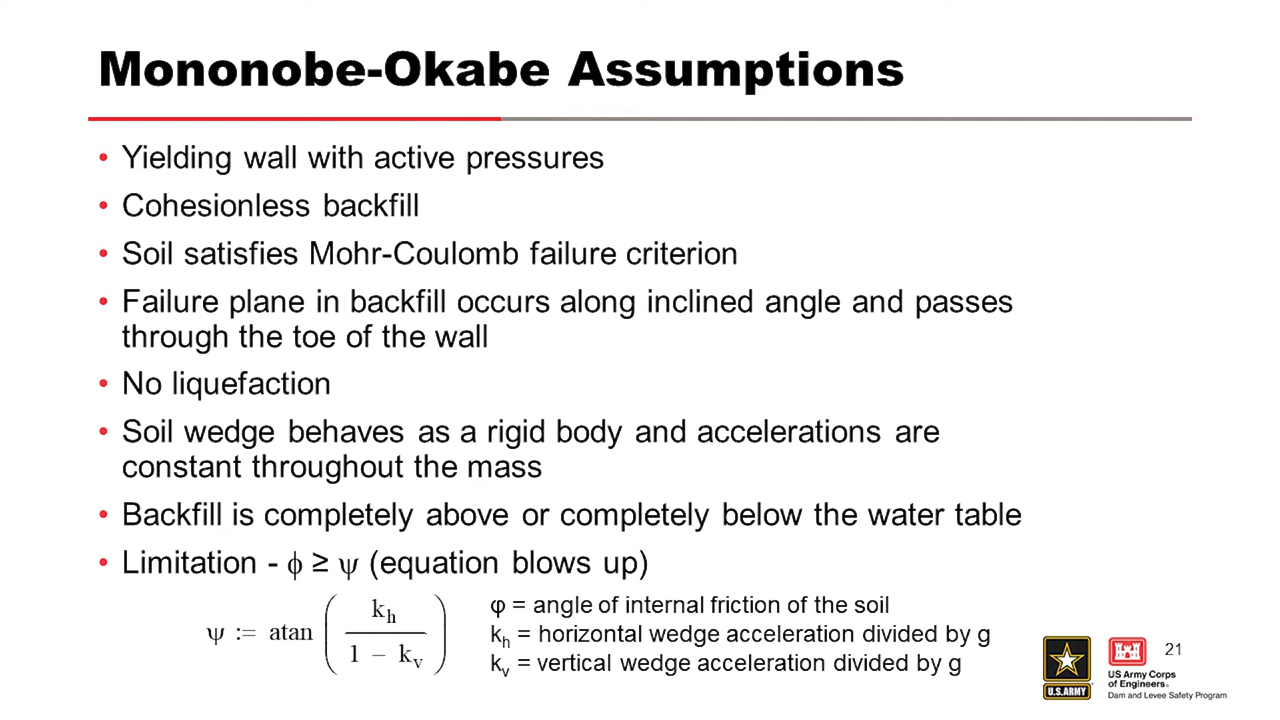 Mononobe-Okabe Assumptions
• Yielding wall with active pressures
• Cohesionless backfill
• Soil satisfies Mohr-Coulomb failure criterion
• Failure plane in backfill occurs along inclined angle and passes
through the toe of the wall
• No liquefaction
• Soil wedge behaves as a rigid body and accelerations are
constant throughout the mass
• Backfill is completely above or completely below the water table
• Limitation - ϕ ≥ ψ (equation blows up)
ψ := atan ( k_h / (1 − k_v) )
φ = angle of internal friction of the soil
k_h = horizontal wedge acceleration divided by g
k_v = vertical wedge acceleration divided by g
U.S.ARMY
US Army Corps
of Engineers®
Dam and Levee Safety Program
21